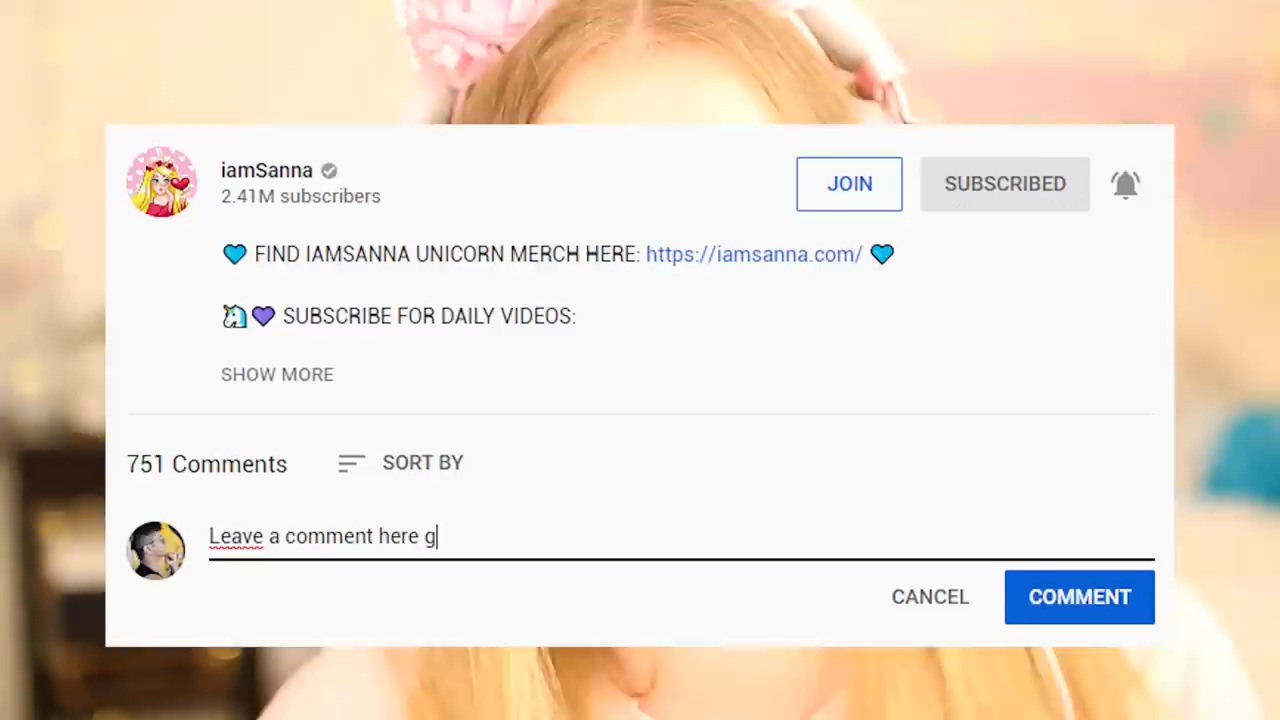 iamSanna
2.41M subscribers
JOIN
SUBSCRIBED
💙 FIND IAMSANNA UNICORN MERCH HERE: https://iamsanna.com/ 💙
🦄💜 SUBSCRIBE FOR DAILY VIDEOS:
SHOW MORE
751 Comments
SORT BY
Leave a comment here g
CANCEL
COMMENT